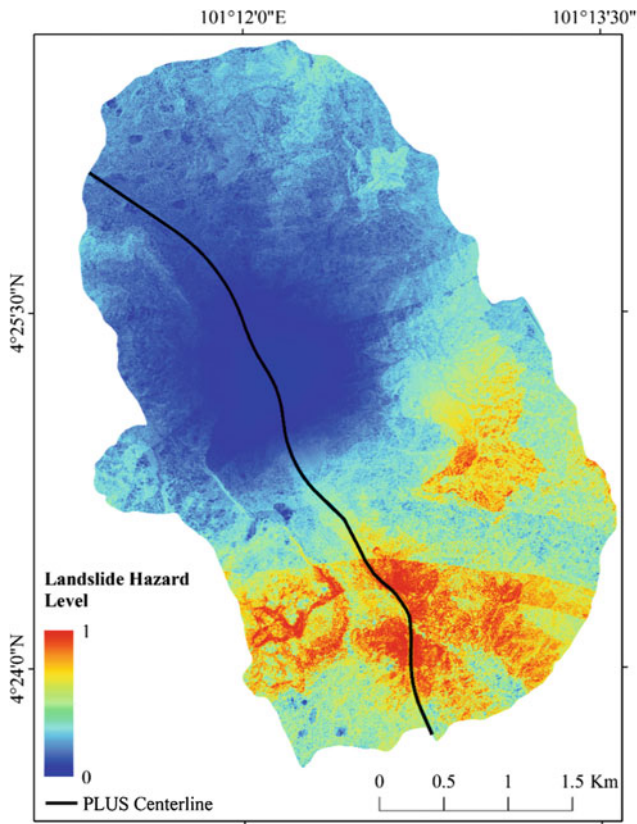 101°12'0"E 101°13'30"
4°25'30"N
4°24'0"N
Landslide Hazard
Level
1
0
PLUS Centerline
0 0.5 1 1.5 Km